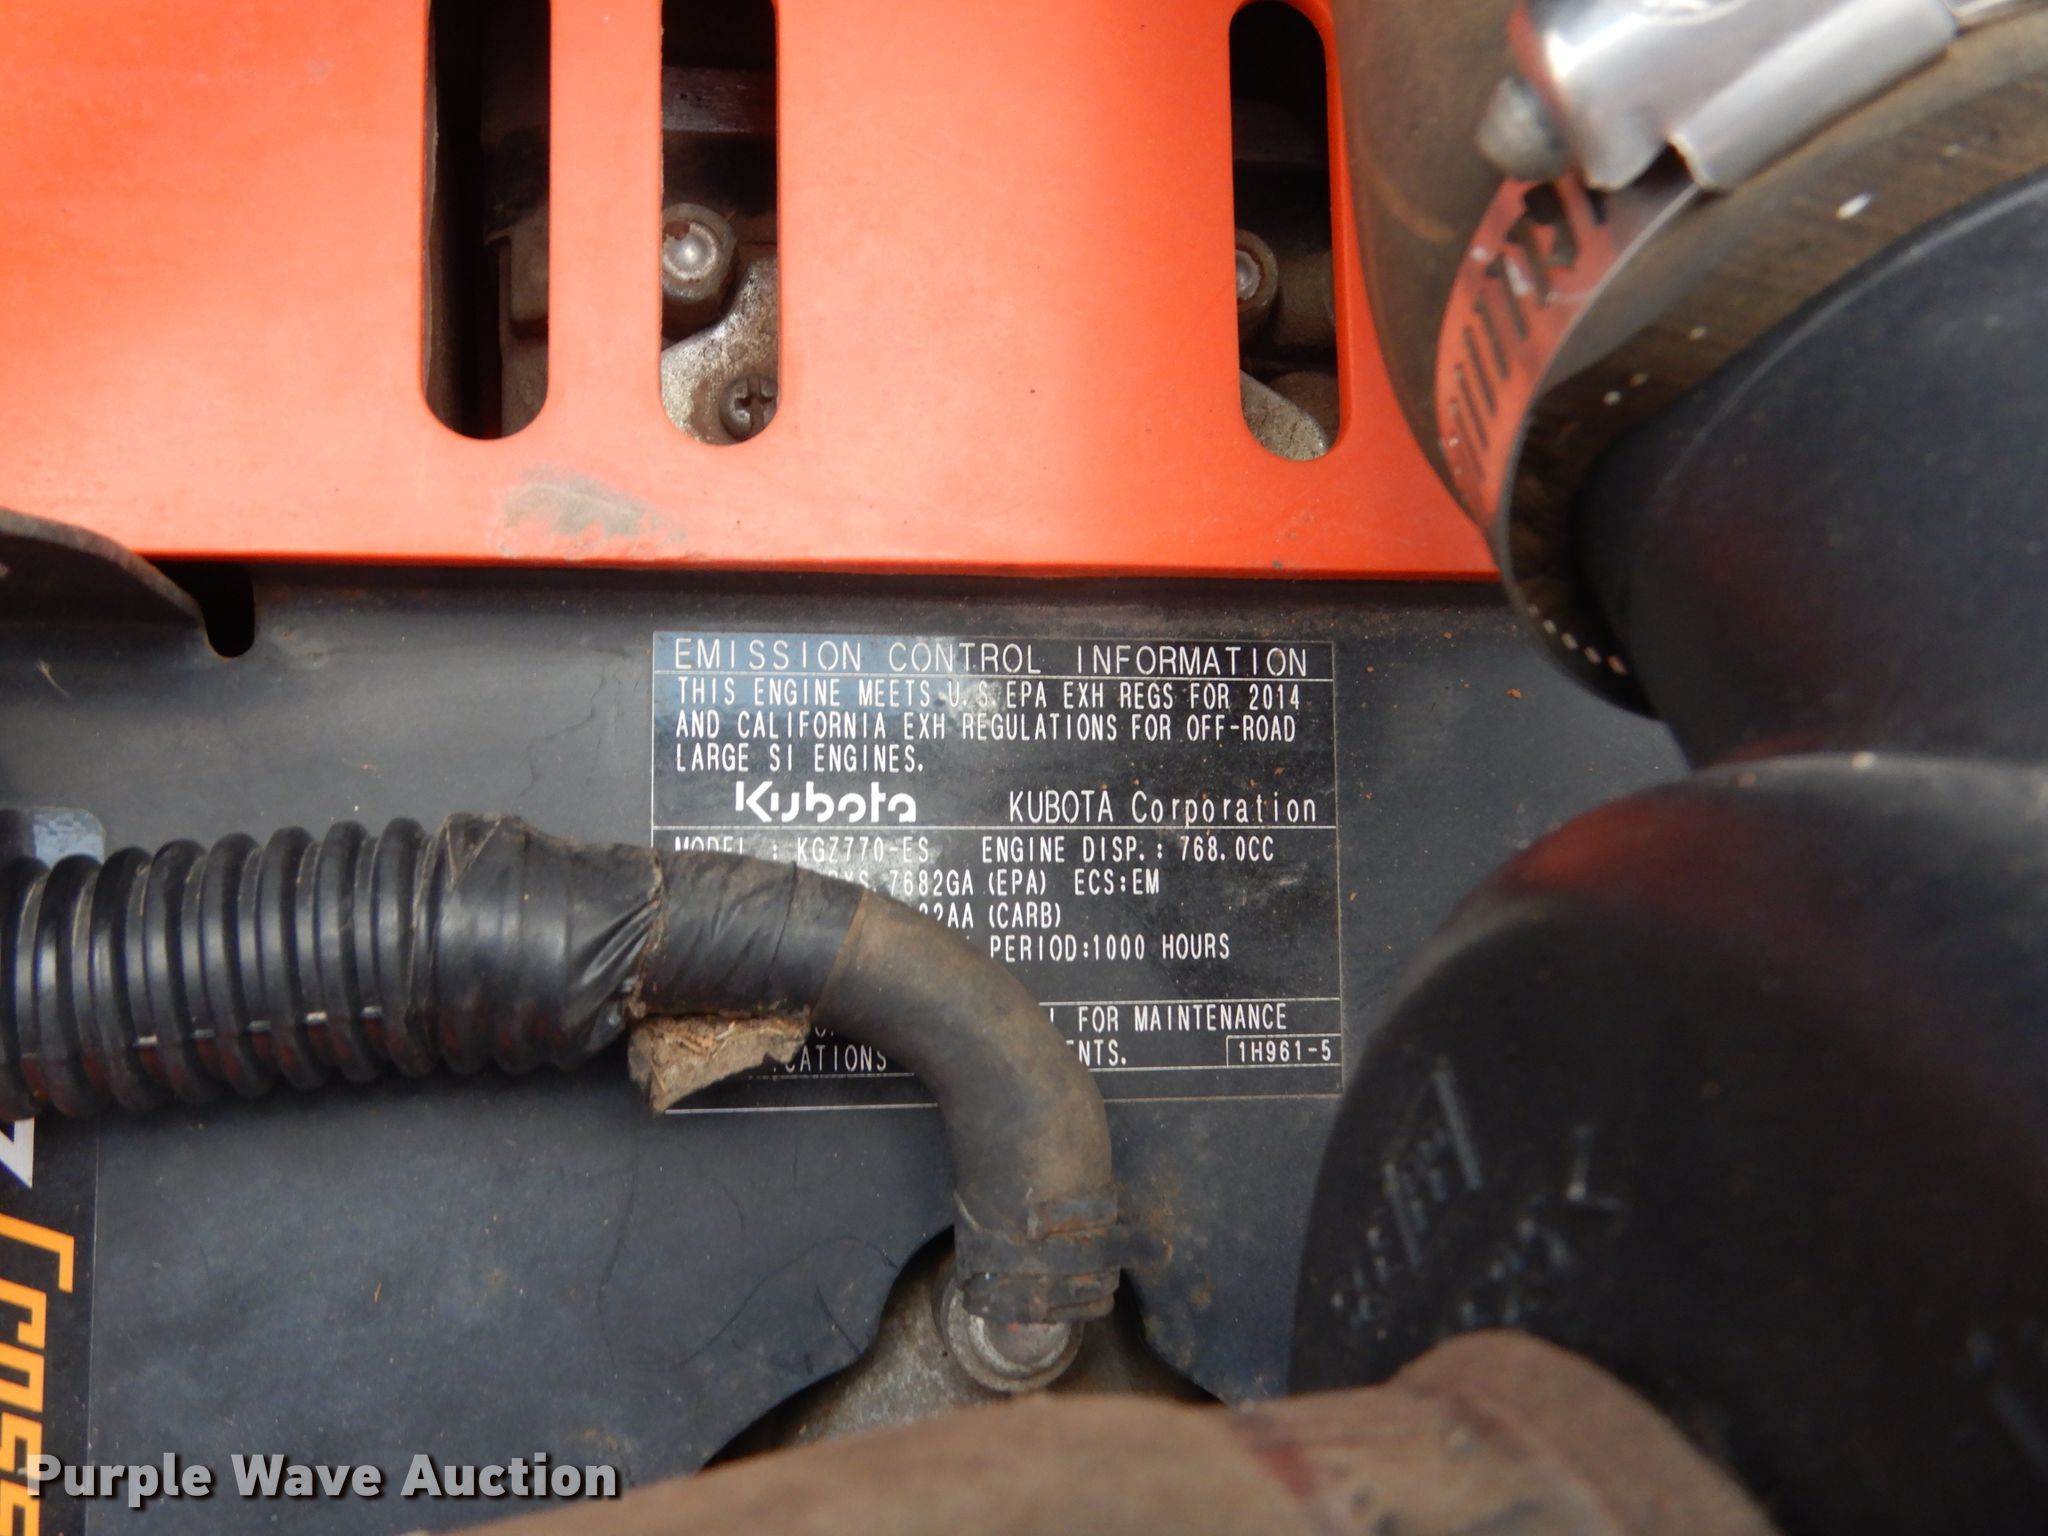 EMISSION CONTROL INFORMATION
THIS ENGINE MEETS U.S. EPA EXH REGS FOR 2014
AND CALIFORNIA EXH REGULATIONS FOR OFF-ROAD
LARGE SI ENGINES.
Kubota KUBOTA Corporation
MODEL : KGZ770-ES ENGINE DISP.: 768.0CC
7682GA (EPA) ECS:EM
(CARB)
PERIOD:1000 HOURS
FOR MAINTENANCE
1H961-5
Purple Wave Auction